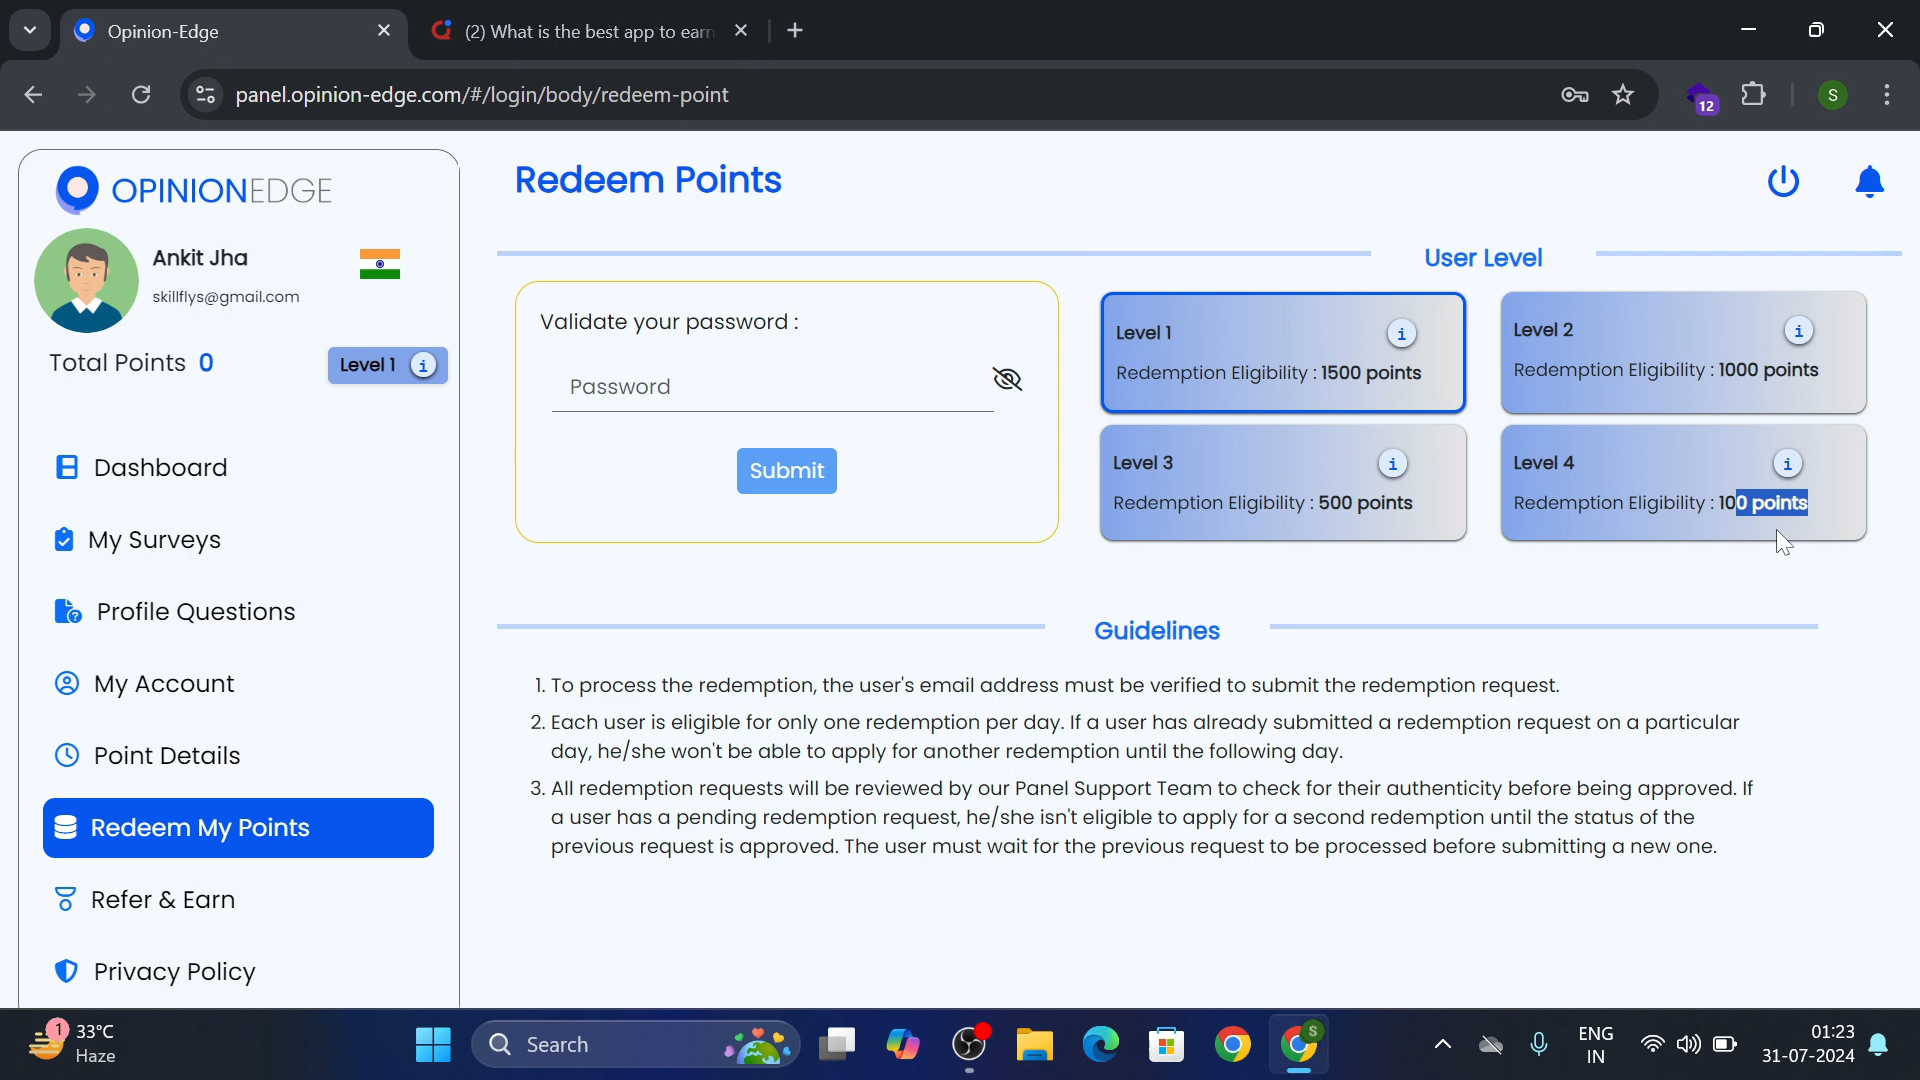 Opinion-Edge
(2) What is the best app to earn
panel.opinion-edge.com/#/login/body/redeem-point
12
S
OPINIONEDGE
Redeem Points
Ankit Jha
skillflys@gmail.com
Total Points 0
Level 1 i
User Level
Validate your password :
Password
Submit
Level 1 i
Redemption Eligibility : 1500 points
Level 2 i
Redemption Eligibility : 1000 points
Level 3 i
Redemption Eligibility : 500 points
Level 4 i
Redemption Eligibility : 100 points
Dashboard
My Surveys
Profile Questions
My Account
Point Details
Redeem My Points
Refer & Earn
Privacy Policy
Guidelines
1. To process the redemption, the user's email address must be verified to submit the redemption request.
2. Each user is eligible for only one redemption per day. If a user has already submitted a redemption request on a particular
day, he/she won't be able to apply for another redemption until the following day.
3. All redemption requests will be reviewed by our Panel Support Team to check for their authenticity before being approved. If
a user has a pending redemption request, he/she isn't eligible to apply for a second redemption until the status of the
previous request is approved. The user must wait for the previous request to be processed before submitting a new one.
1
33°C
Haze
Search
S
ENG
IN
01:23
31-07-2024